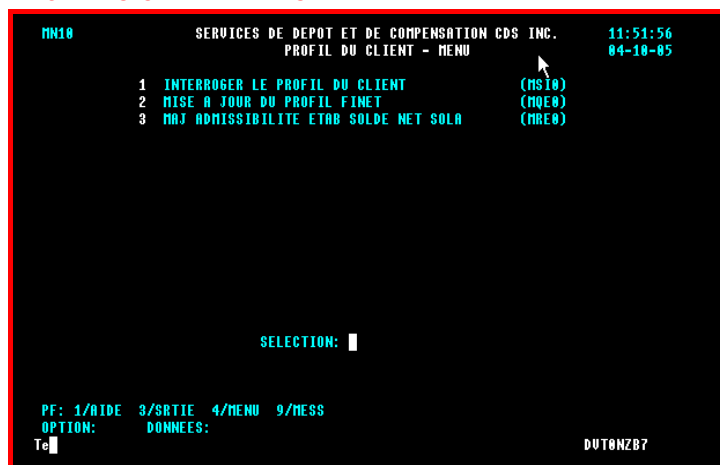 MN10 SERVICES DE DEPOT ET DE COMPENSATION CDS INC. 11:51:56
PROFIL DU CLIENT - MENU 04-10-05
1 INTERROGER LE PROFIL DU CLIENT (MSI0)
2 MISE A JOUR DU PROFIL FINET (MQE0)
3 MAJ ADMISSIBILITE ETAB SOLDE NET SOLA (MRE0)
SELECTION:
PF: 1/AIDE 3/SRTIE 4/MENU 9/MESS
OPTION: DONNEES:
Te DVT0NZB7